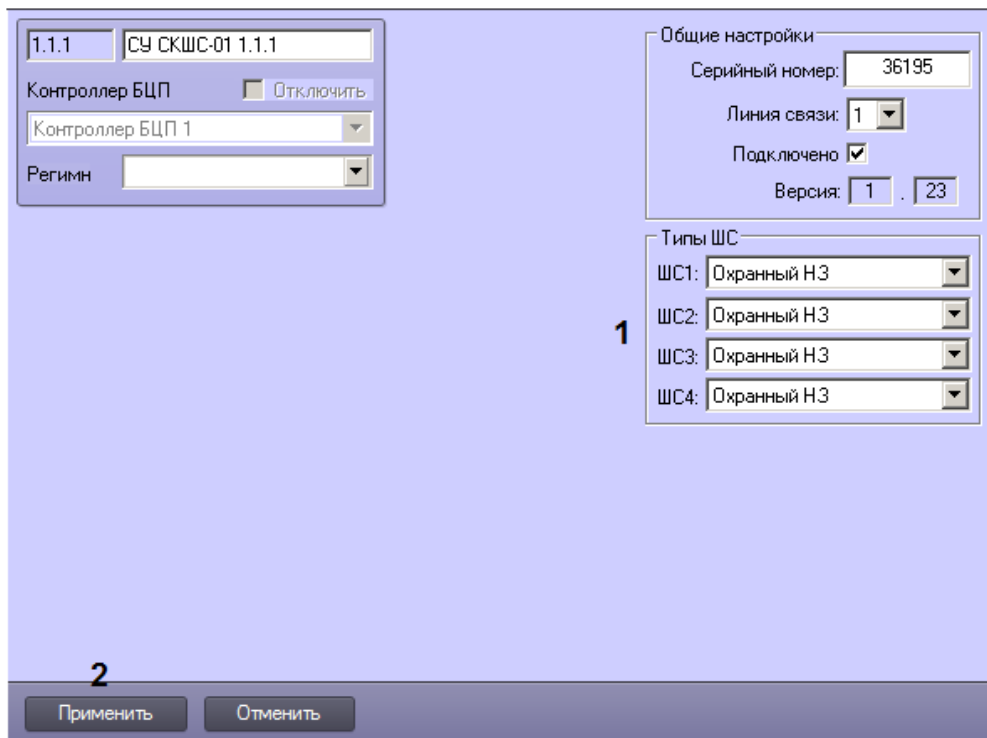 1.1.1 СУ СКШС-01 1.1.1
Контроллер БЦП Отключить
Контроллер БЦП 1
Регимн
Общие настройки
Серийный номер: 36195
Линия связи: 1
Подключено
Версия: 1 . 23
Типы ШС
ШС1: Охранный НЗ
ШС2: Охранный НЗ
1
ШС3: Охранный НЗ
ШС4: Охранный НЗ
2
Применить Отменить